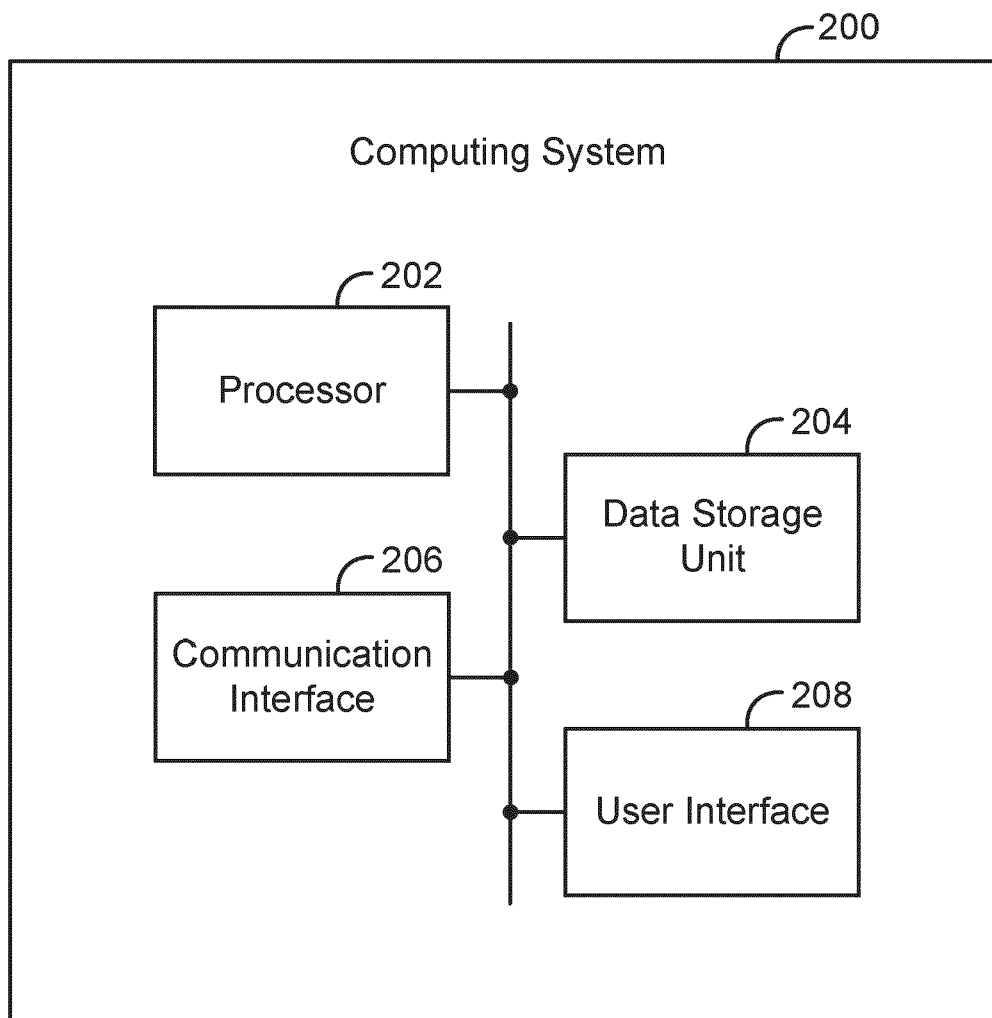 200
Computing System
202
Processor
204
Data Storage
Unit
206
Communication
Interface
208
User Interface